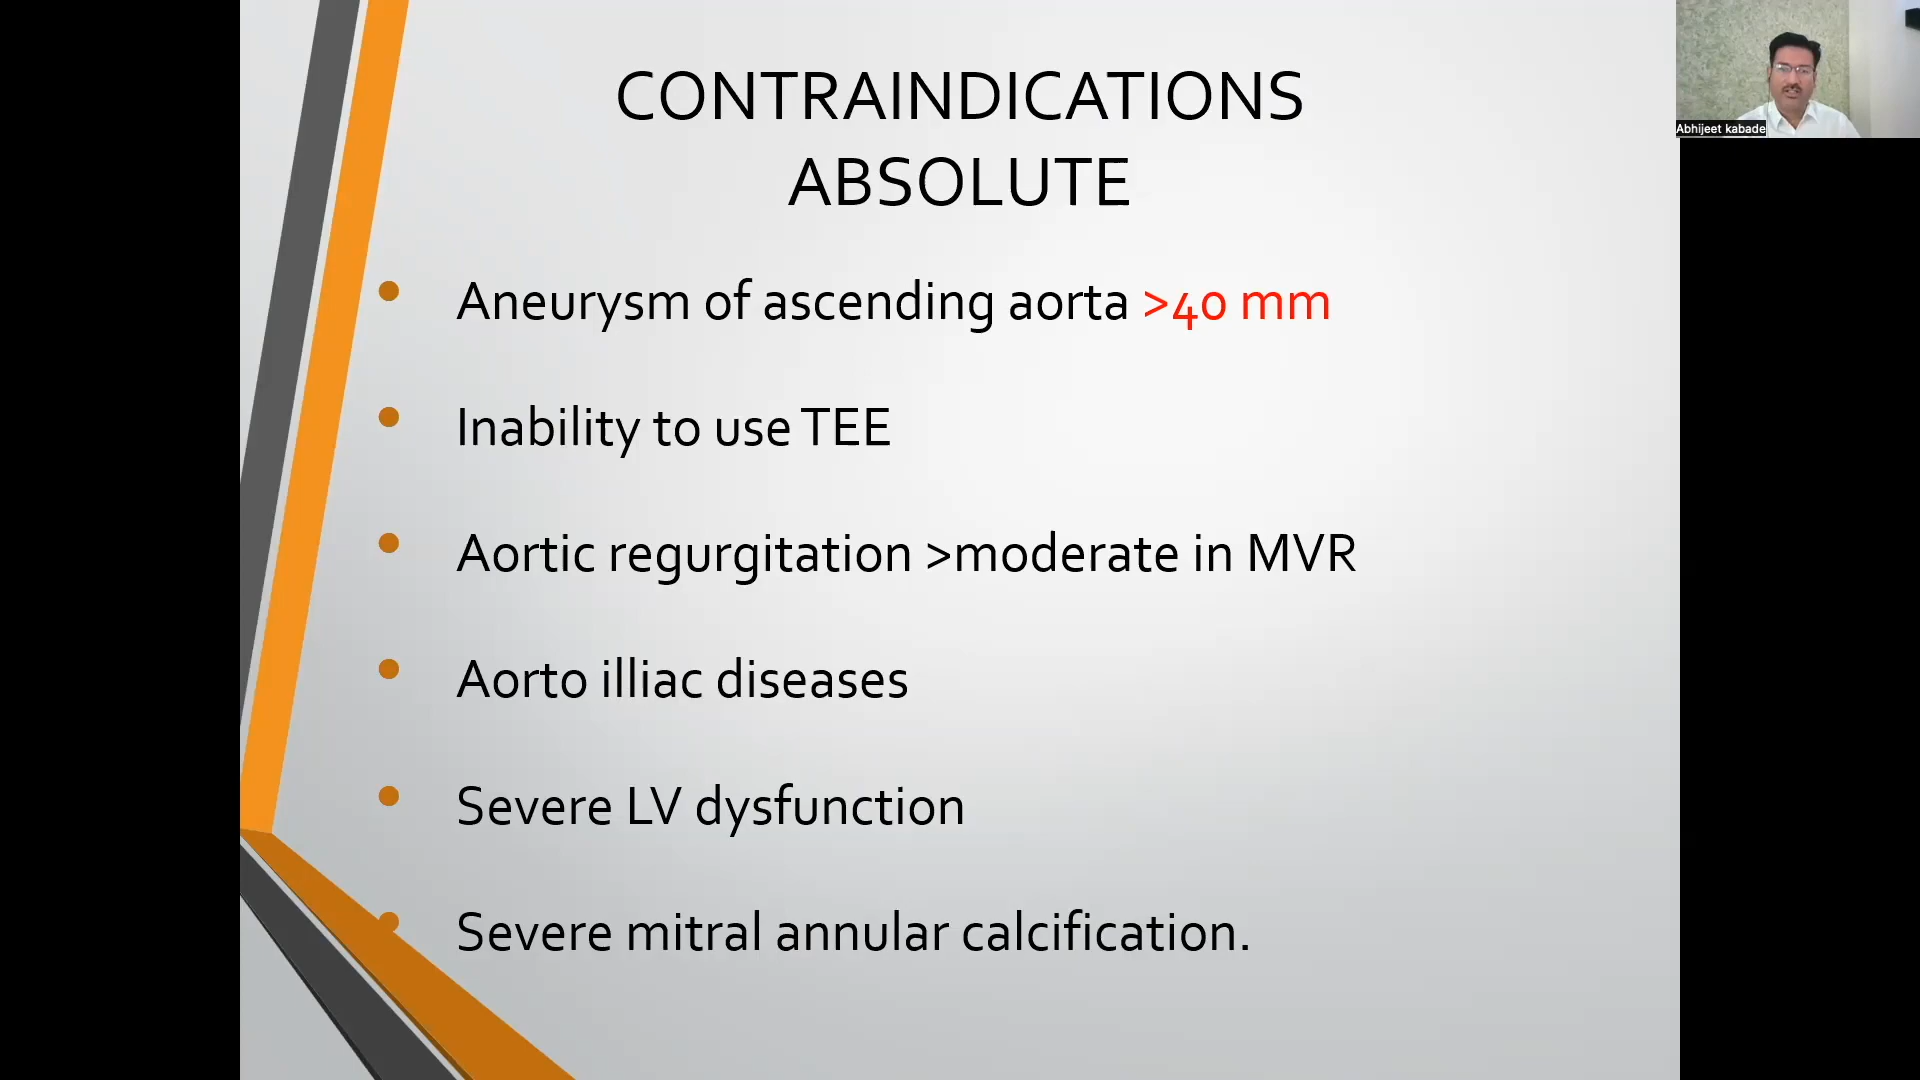 CONTRAINDICATIONS
ABSOLUTE
Abhijeet kabade
• Aneurysm of ascending aorta >40 mm
• Inability to use TEE
• Aortic regurgitation >moderate in MVR
• Aorto illiac diseases
• Severe LV dysfunction
• Severe mitral annular calcification.